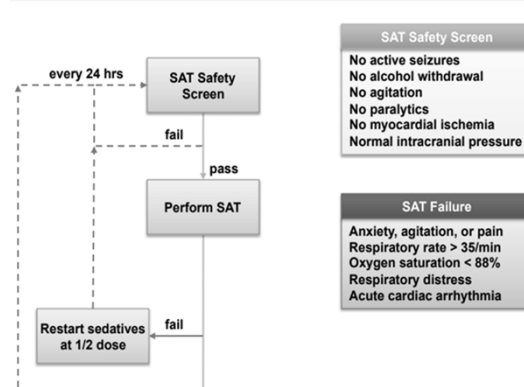 every 24 hrs
SAT Safety
Screen
fail
pass
Perform SAT
fail
Restart sedatives
at 1/2 dose
SAT Safety Screen
No active seizures
No alcohol withdrawal
No agitation
No paralytics
No myocardial ischemia
Normal intracranial pressure
SAT Failure
Anxiety, agitation, or pain
Respiratory rate > 35/min
Oxygen saturation < 88%
Respiratory distress
Acute cardiac arrhythmia